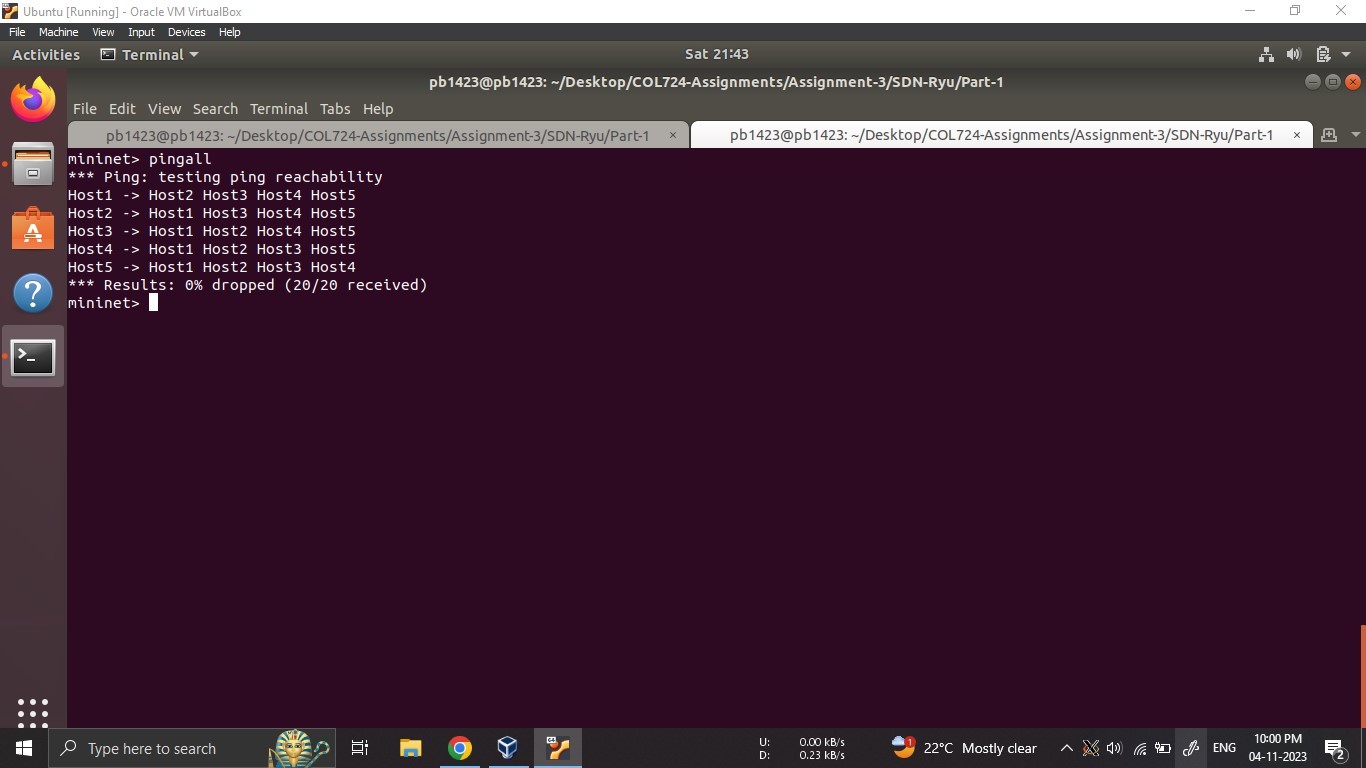 Ubuntu [Running] - Oracle VM VirtualBox
File Machine View Input Devices Help
Activities Terminal Sat 21:43
pb1423@pb1423: ~/Desktop/COL724-Assignments/Assignment-3/SDN-Ryu/Part-1
File Edit View Search Terminal Tabs Help
pb1423@pb1423: ~/Desktop/COL724-Assignments/Assignment-3/SDN-Ryu/Part-1 × pb1423@pb1423: ~/Desktop/COL724-Assignments/Assignment-3/SDN-Ryu/Part-1 ×
mininet> pingall
*** Ping: testing ping reachability
Host1 -> Host2 Host3 Host4 Host5
Host2 -> Host1 Host3 Host4 Host5
Host3 -> Host1 Host2 Host4 Host5
Host4 -> Host1 Host2 Host3 Host5
Host5 -> Host1 Host2 Host3 Host4
*** Results: 0% dropped (20/20 received)
mininet>
Type here to search
U: 0.00 kB/s
D: 0.23 kB/s
1
22°C Mostly clear
ENG
10:00 PM
04-11-2023
2